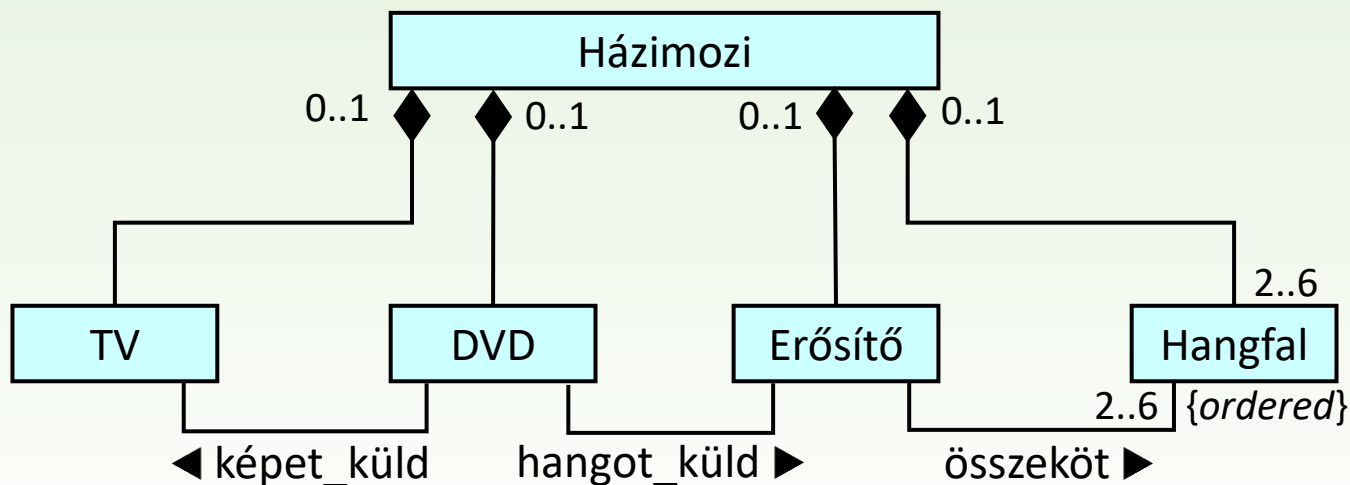 Házimozi
0..1 0..1 0..1 0..1
2..6
TV DVD Erősítő Hangfal
2..6 {ordered}
◀ képet_küld hangot_küld ▶ összeköt ▶